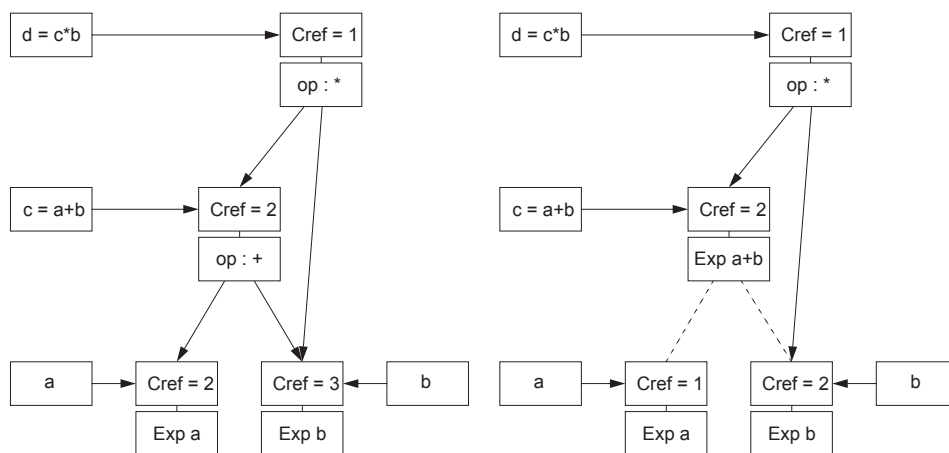 d = c*b
Cref = 1
op : *
c = a+b
Cref = 2
op : +
a
Cref = 2
Cref = 3
b
Exp a
Exp b
d = c*b
Cref = 1
op : *
c = a+b
Cref = 2
Exp a+b
a
Cref = 1
Cref = 2
b
Exp a
Exp b